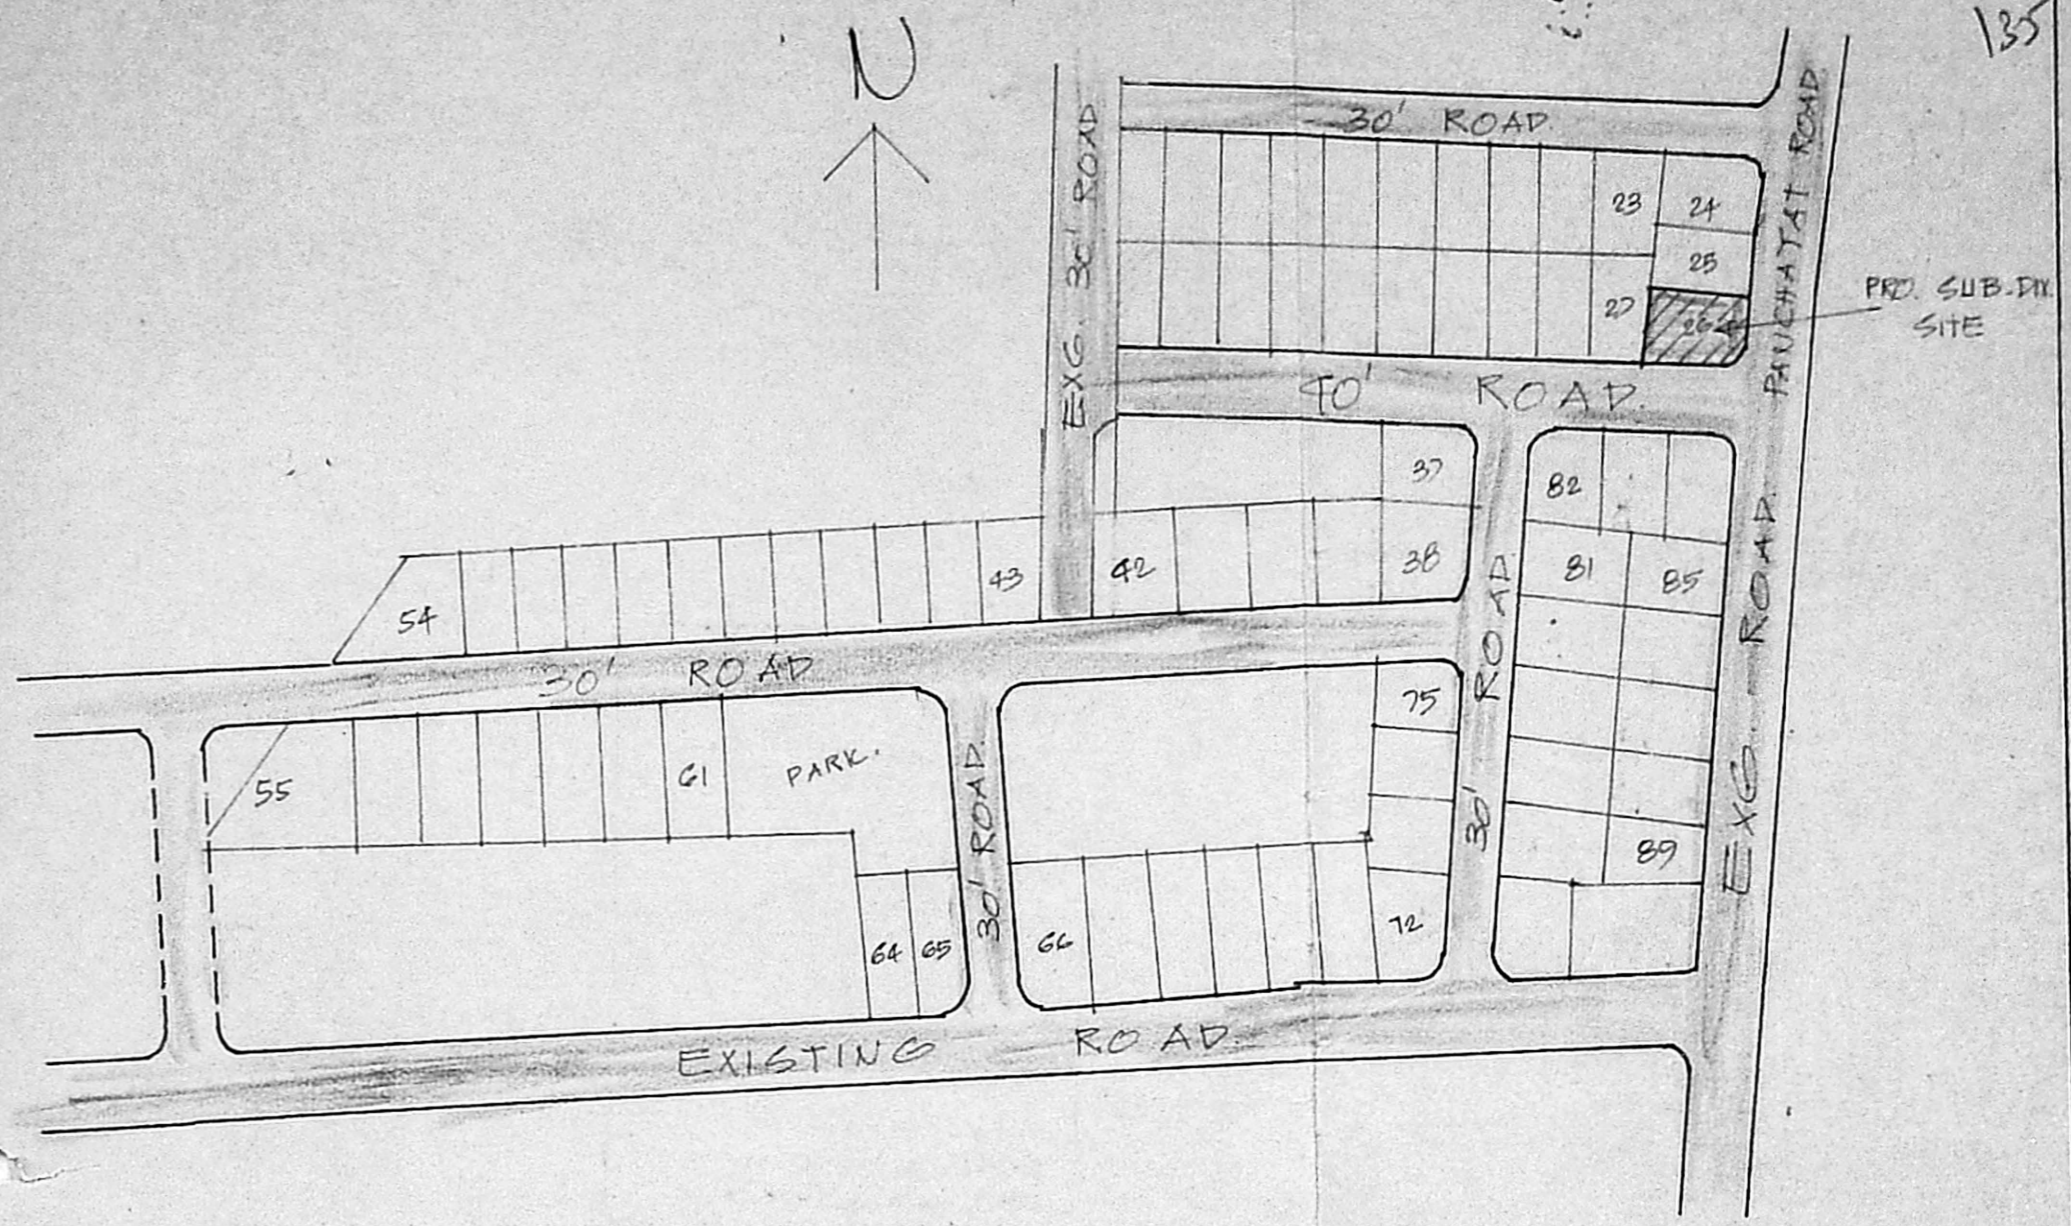 135
N
30' ROAD.
EXG. 30' ROAD
PANCHAYAT ROAD
23
24
25
27
26
PRO. SUB-DIV.
SITE
40' ROAD.
37
82
43
42
38
81
85
54
30' ROAD
30' ROAD
EXG. ROAD.
75
55
61
PARK.
30' ROAD.
89
64
65
66
72
EXISTING ROAD.